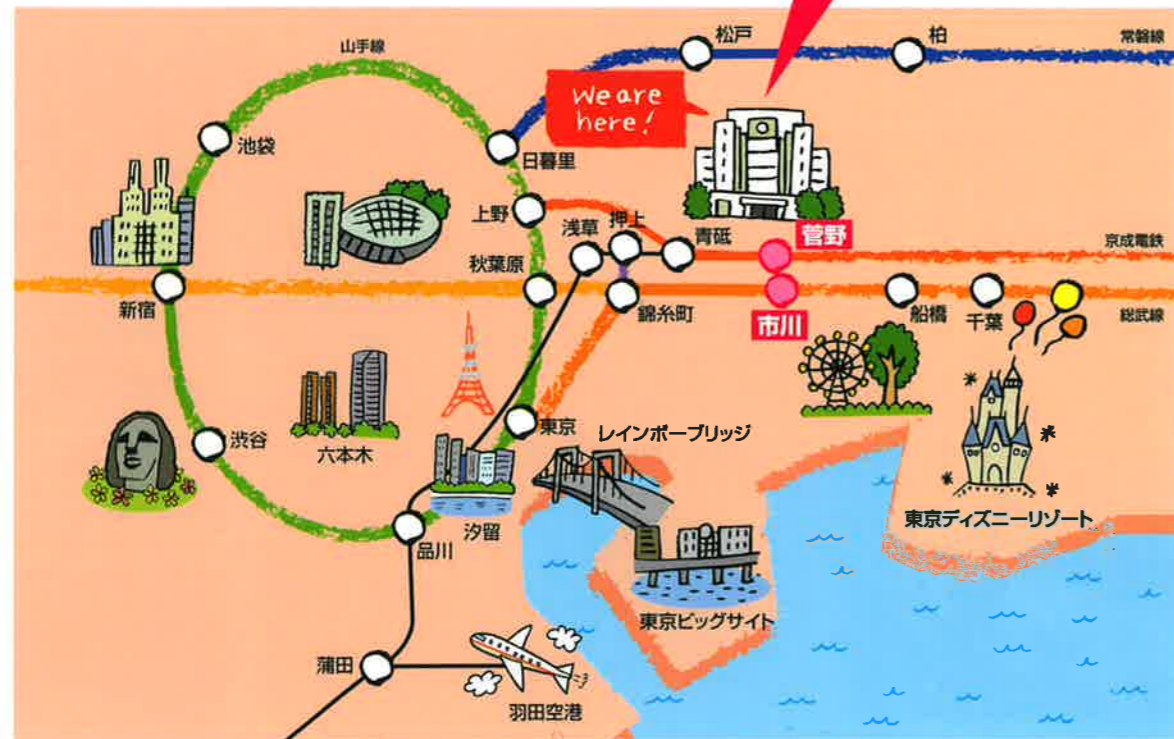 松戸
柏
常磐線
山手線
We are
here!
池袋
日暮里
上野
浅草
押上
青砥
菅野
京成電鉄
秋葉原
新宿
錦糸町
市川
船橋
千葉
総武線
渋谷
六本木
東京
レインボーブリッジ
汐留
品川
東京ディズニーリゾート
東京ビッグサイト
蒲田
羽田空港